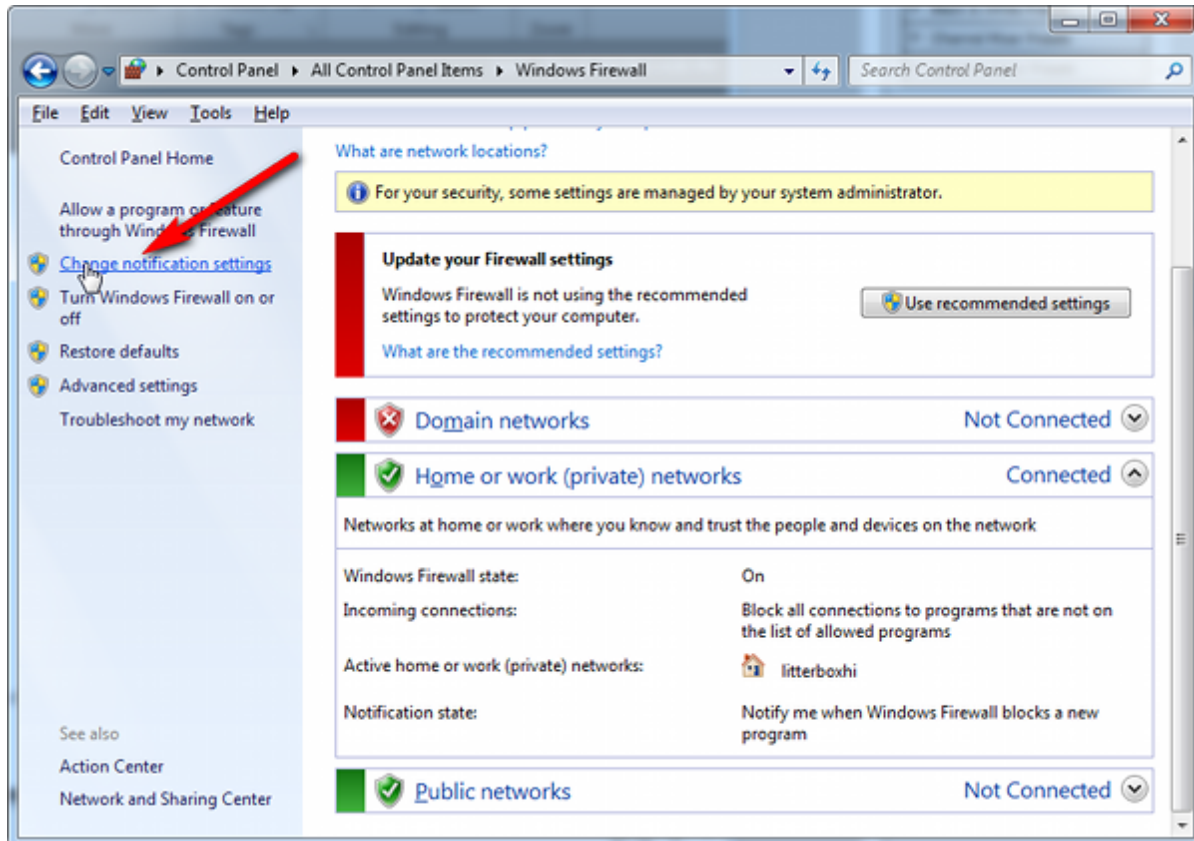 Control Panel ▸ All Control Panel Items ▸ Windows Firewall
Search Control Panel
File Edit View Tools Help
Control Panel Home
Allow a program or feature
through Windows Firewall
Change notification settings
Turn Windows Firewall on or
off
Restore defaults
Advanced settings
Troubleshoot my network
See also
Action Center
Network and Sharing Center
What are network locations?
For your security, some settings are managed by your system administrator.
Update your Firewall settings
Windows Firewall is not using the recommended
settings to protect your computer.
Use recommended settings
What are the recommended settings?
Domain networks Not Connected
Home or work (private) networks Connected
Networks at home or work where you know and trust the people and devices on the network
Windows Firewall state: On
Incoming connections: Block all connections to programs that are not on
the list of allowed programs
Active home or work (private) networks: litterboxhi
Notification state: Notify me when Windows Firewall blocks a new
program
Public networks Not Connected